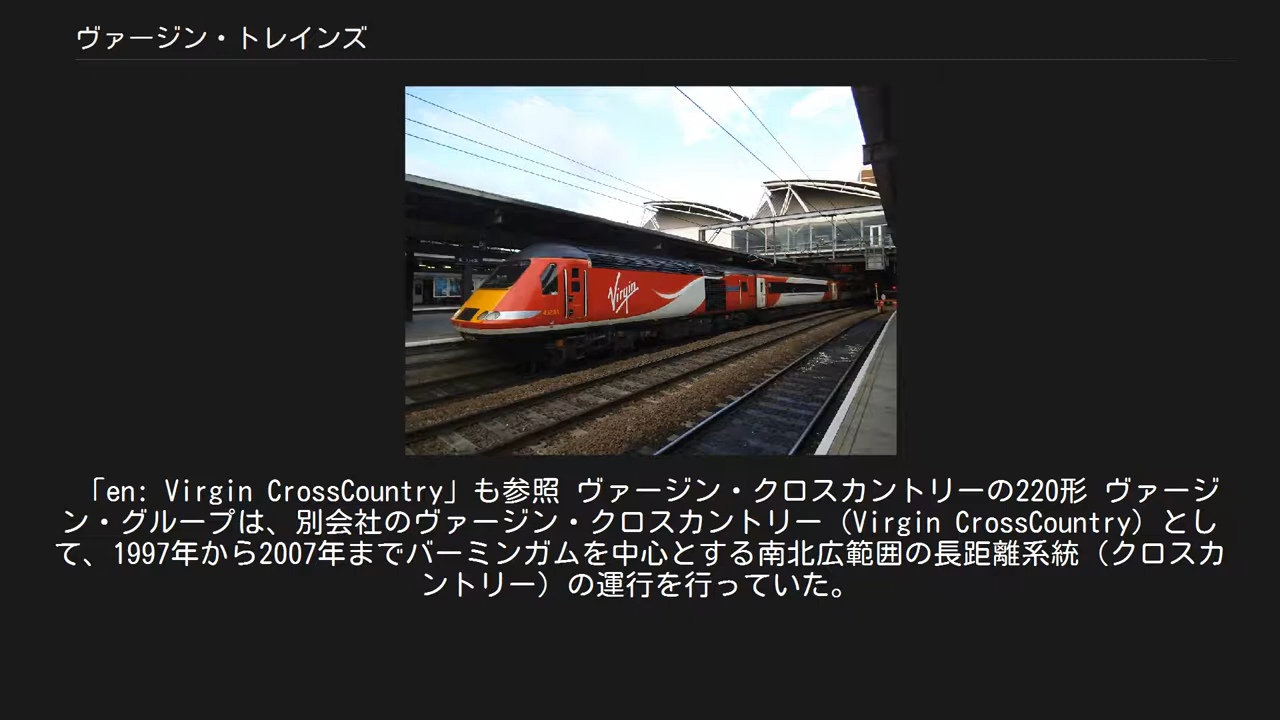 ヴァージン・トレインズ
Virgin
「en: Virgin CrossCountry」も参照 ヴァージン・クロスカントリーの220形 ヴァージ
ン・グループは、別会社のヴァージン・クロスカントリー（Virgin CrossCountry）とし
て、1997年から2007年までバーミンガムを中心とする南北広範囲の長距離系統（クロスカ
ントリー）の運行を行っていた。